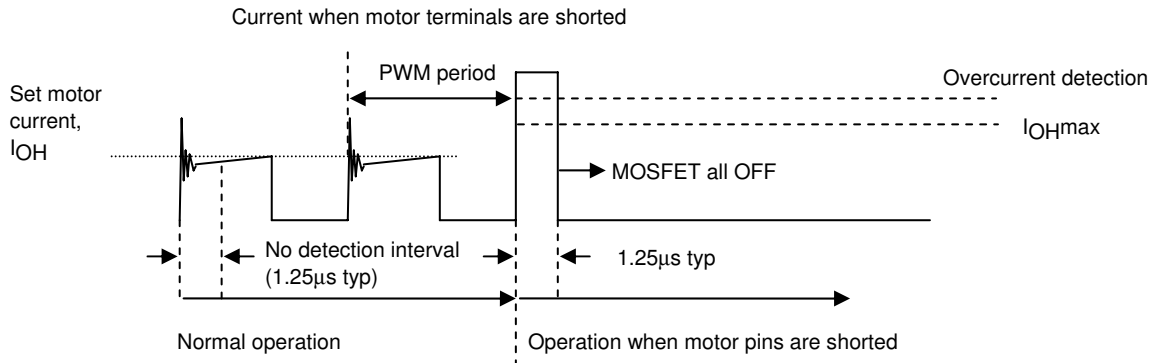 Current when motor terminals are shorted
PWM period
Overcurrent detection
Set motor
current,
IOH
IOHmax
MOSFET all OFF
No detection interval
(1.25μs typ)
1.25μs typ
Normal operation
Operation when motor pins are shorted